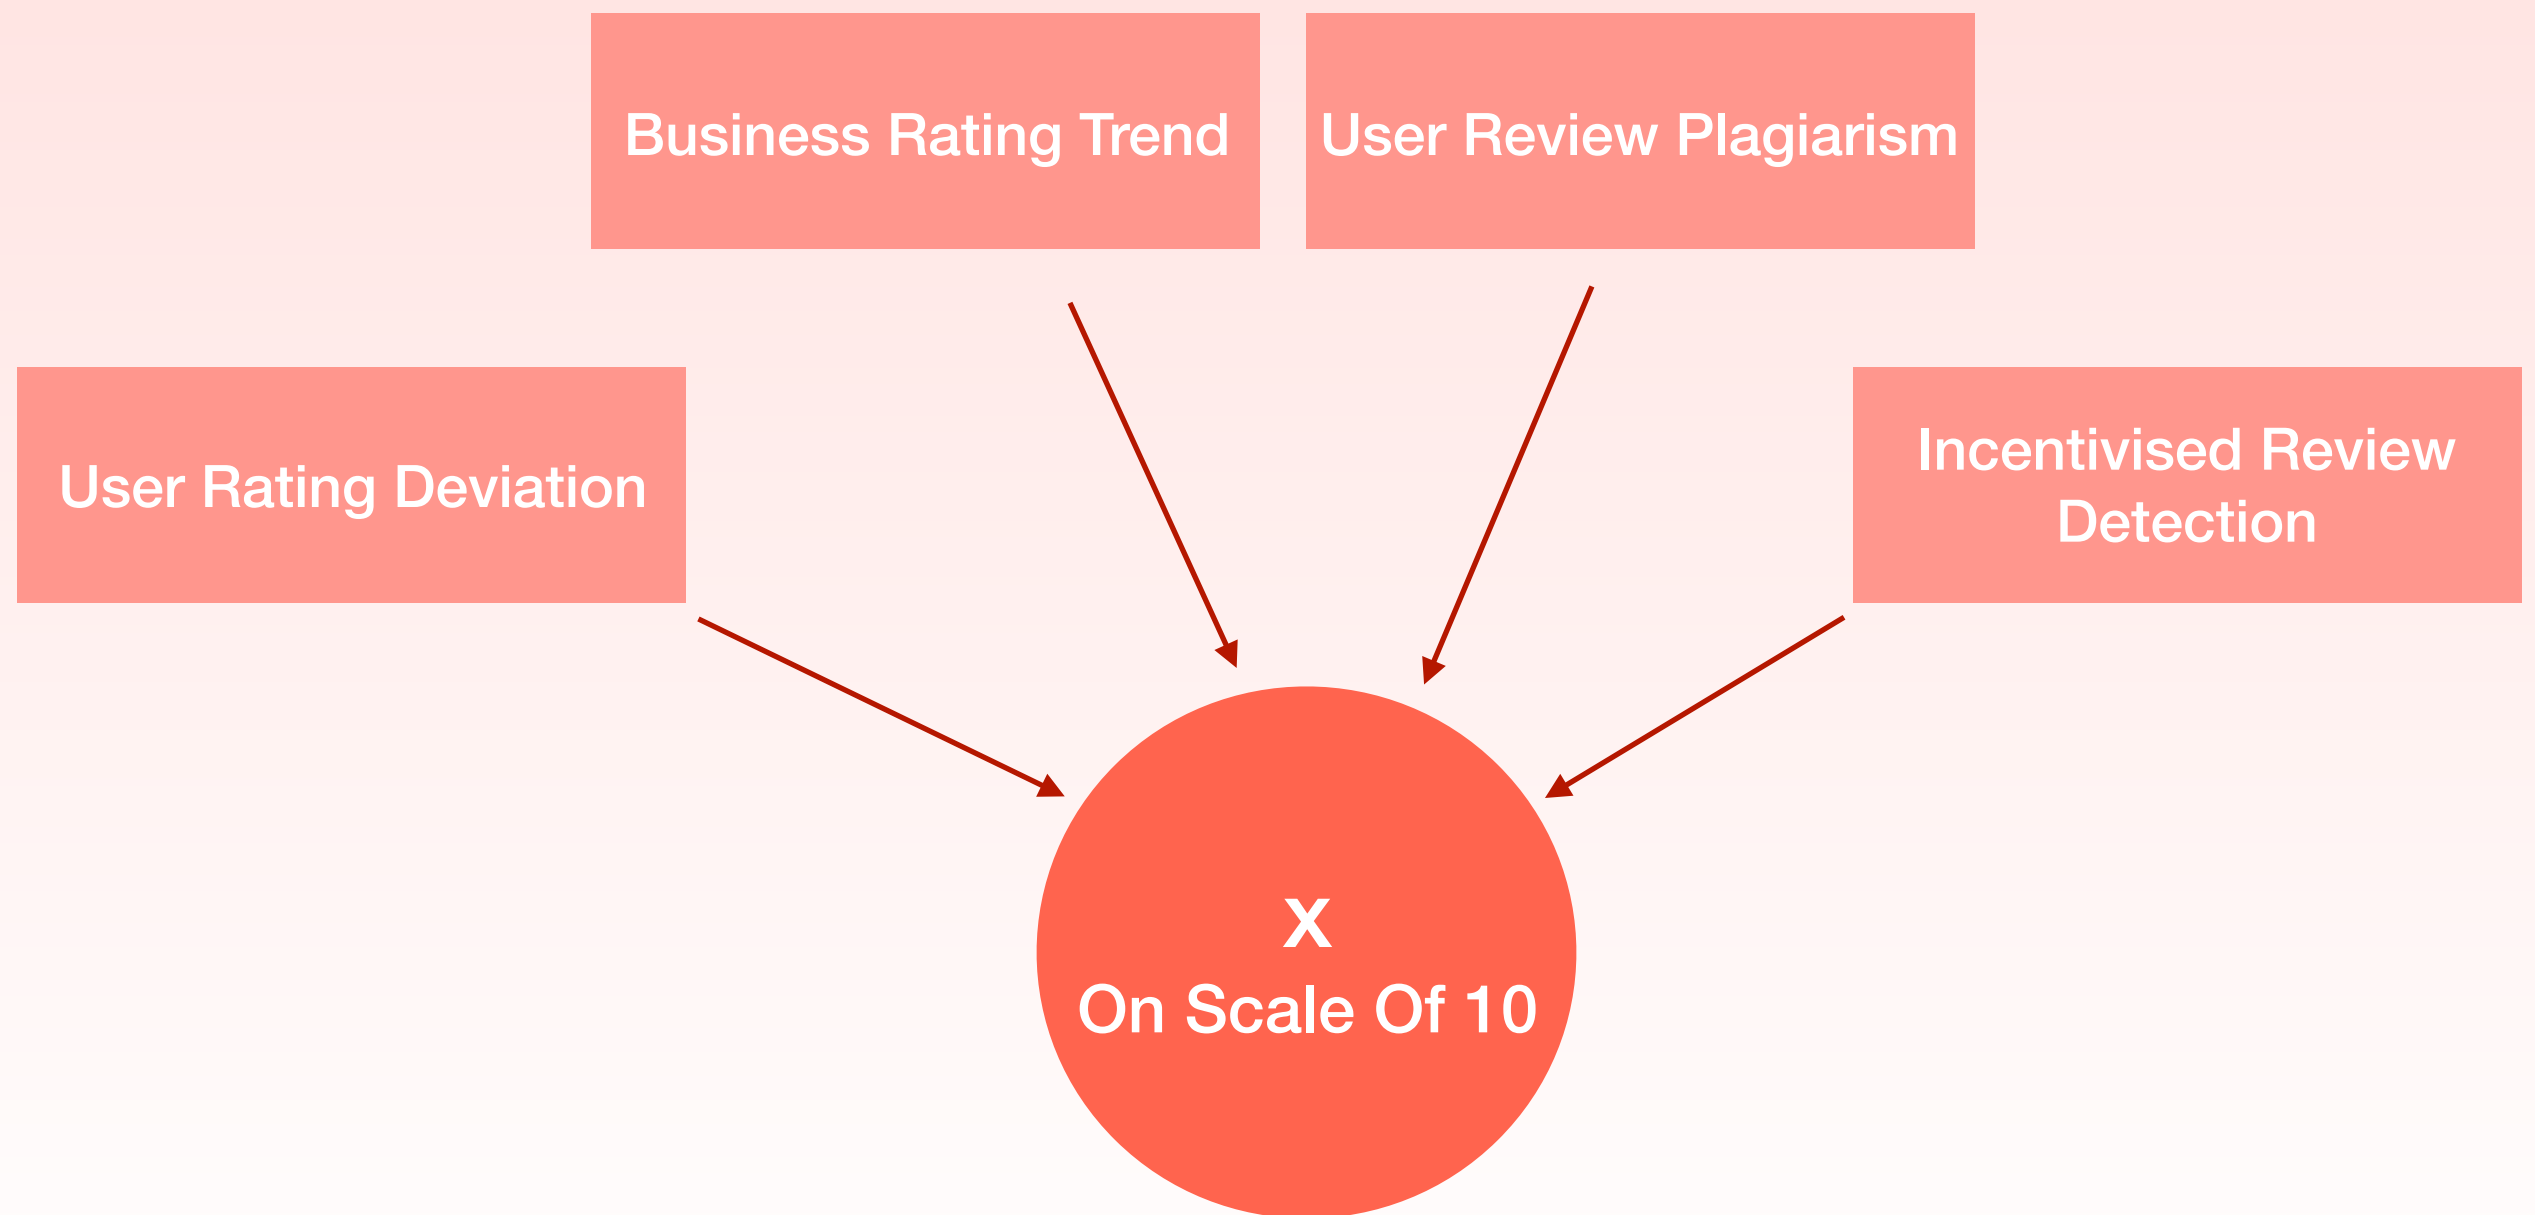 Business Rating Trend
User Review Plagiarism
User Rating Deviation
Incentivised Review
Detection
X
On Scale Of 10